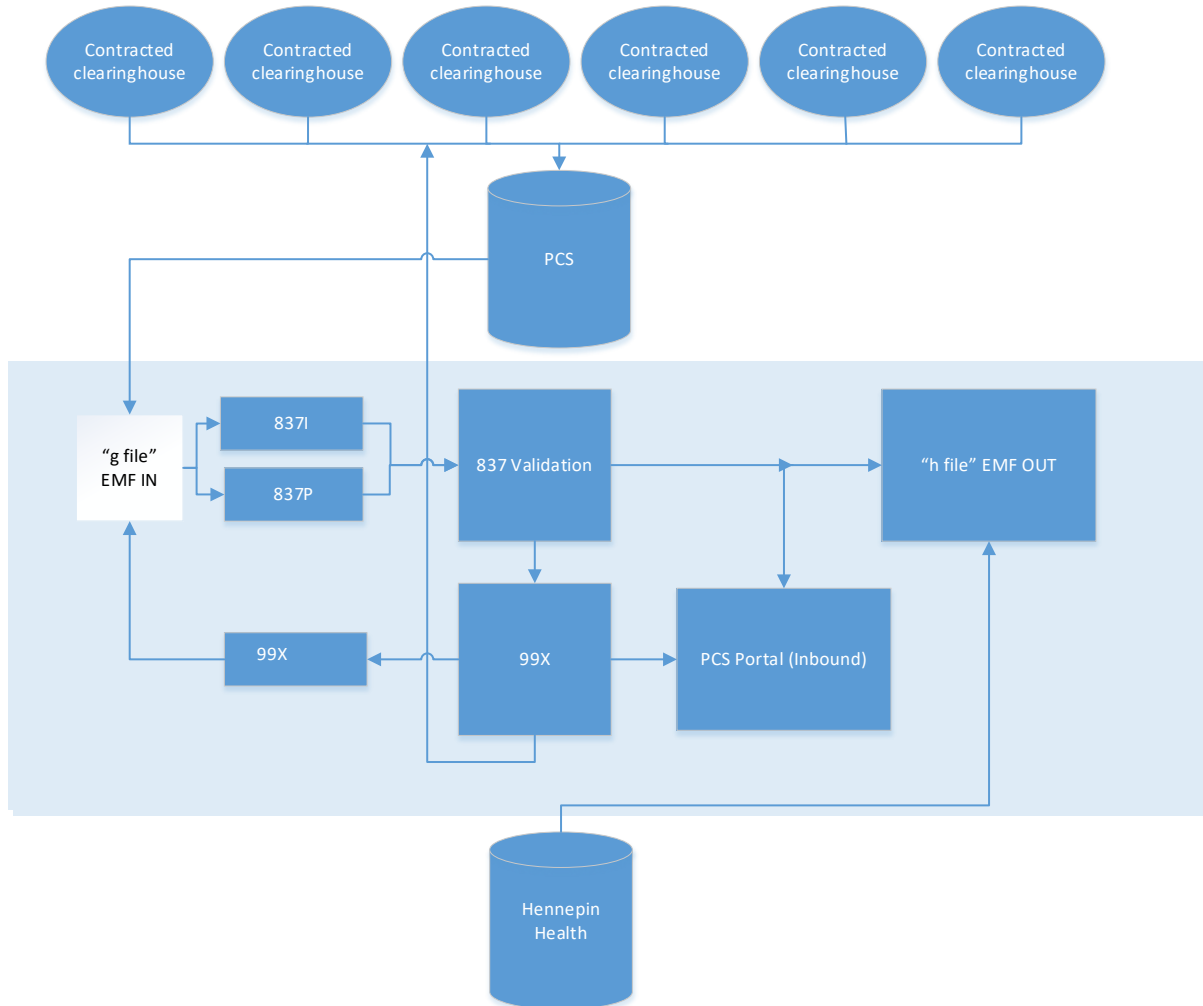 Contracted
clearinghouse
Contracted
clearinghouse
Contracted
clearinghouse
Contracted
clearinghouse
Contracted
clearinghouse
Contracted
clearinghouse
PCS
“g file”
EMF IN
837I
837P
837 Validation
“h file” EMF OUT
99X
99X
PCS Portal (Inbound)
Hennepin
Health